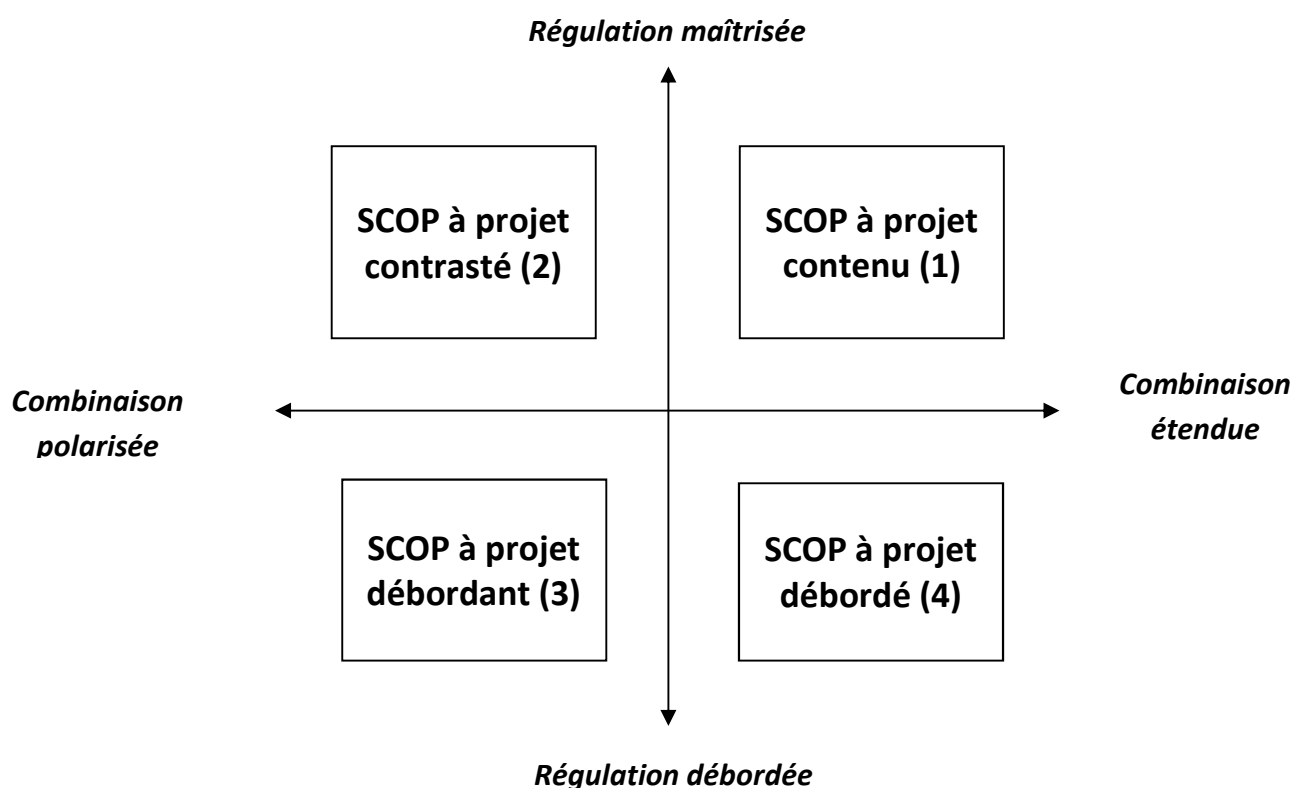 Régulation maîtrisée
SCOP à projet
contrasté (2)
SCOP à projet
contenu (1)
Combinaison
polarisée
Combinaison
étendue
SCOP à projet
débordant (3)
SCOP à projet
débordé (4)
Régulation débordée